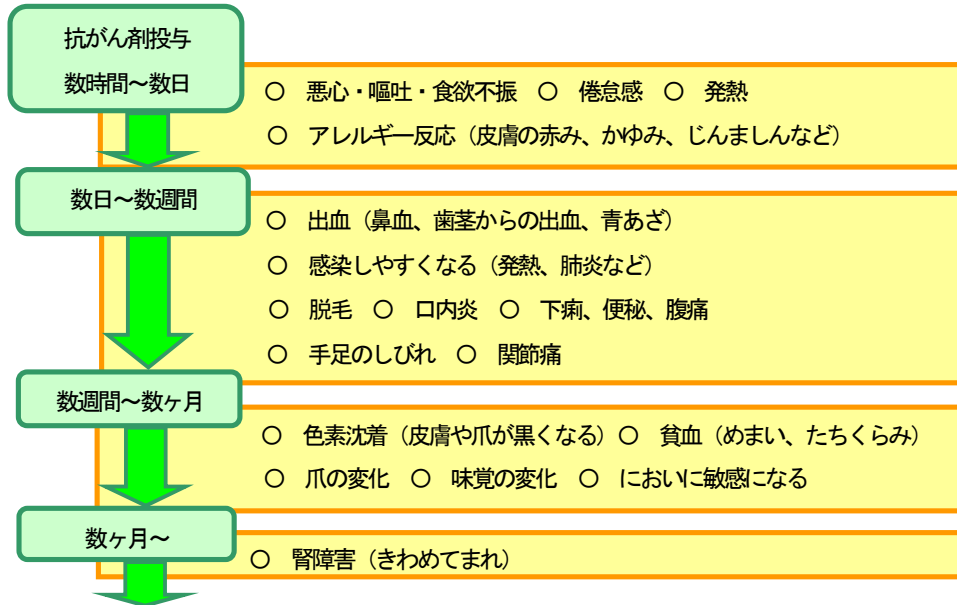 抗がん剤投与
数時間~数日
○ 悪心・嘔吐・食欲不振 ○ 倦怠感 ○ 発熱
○ アレルギー反応(皮膚の赤み、かゆみ、じんましんなど)
数日~数週間
○ 出血(鼻血、歯茎からの出血、青あざ)
○ 感染しやすくなる(発熱、肺炎など)
○ 脱毛 ○ 口内炎 ○ 下痢、便秘、腹痛
○ 手足のしびれ ○ 関節痛
数週間~数ヶ月
○ 色素沈着(皮膚や爪が黒くなる)○ 貧血(めまい、たちくらみ)
○ 爪の変化 ○ 味覚の変化 ○ においに敏感になる
数ヶ月~
○ 腎障害(きわめてまれ)